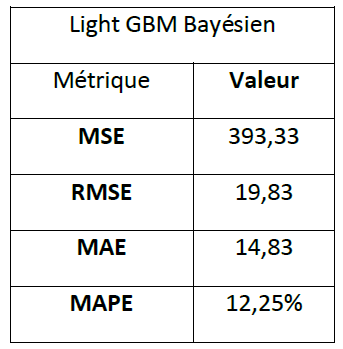 Light GBM Bayésien
Métrique Valeur
MSE 393,33
RMSE 19,83
MAE 14,83
MAPE 12,25%